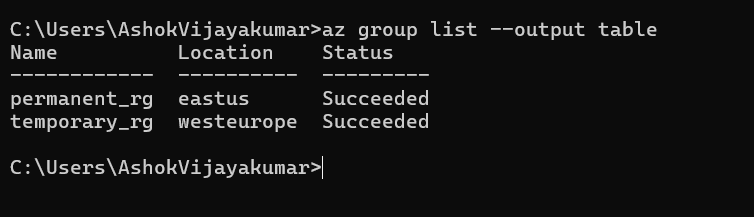 C:\Users\AshokVijayakumar>az group list --output table
Name          Location    Status
------------  ----------  ---------
permanent_rg  eastus      Succeeded
temporary_rg  westeurope  Succeeded
C:\Users\AshokVijayakumar>